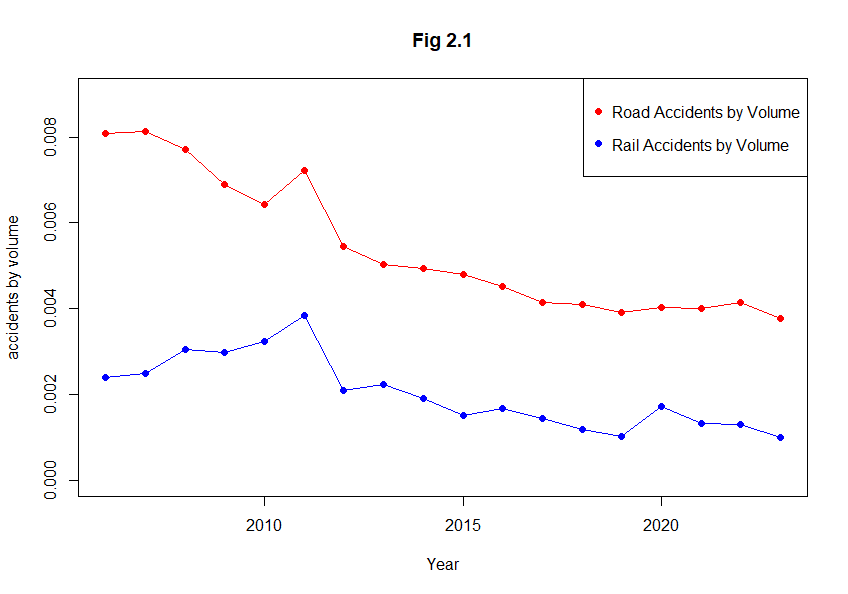 Fig 2.1
Road Accidents by Volume
Rail Accidents by Volume
accidents by volume
0.008
0.006
0.004
0.002
0.000
2010 2015 2020
Year